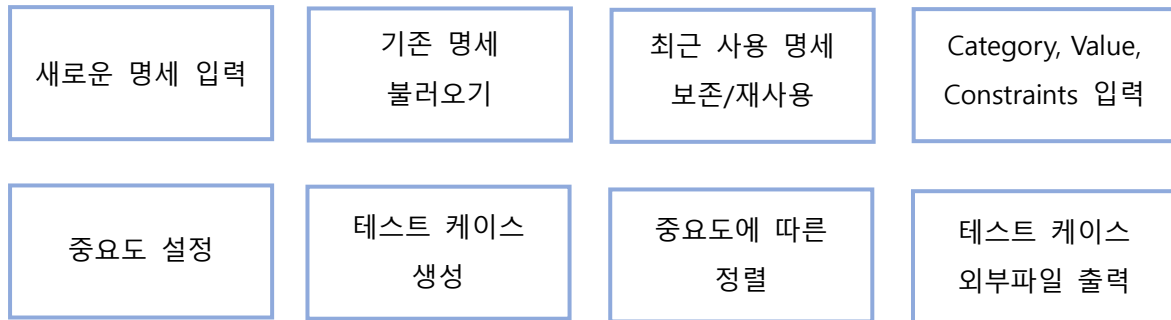 새로운 명세 입력
기존 명세
불러오기
최근 사용 명세
보존/재사용
Category, Value,
Constraints 입력
중요도 설정
테스트 케이스
생성
중요도에 따른
정렬
테스트 케이스
외부파일 출력